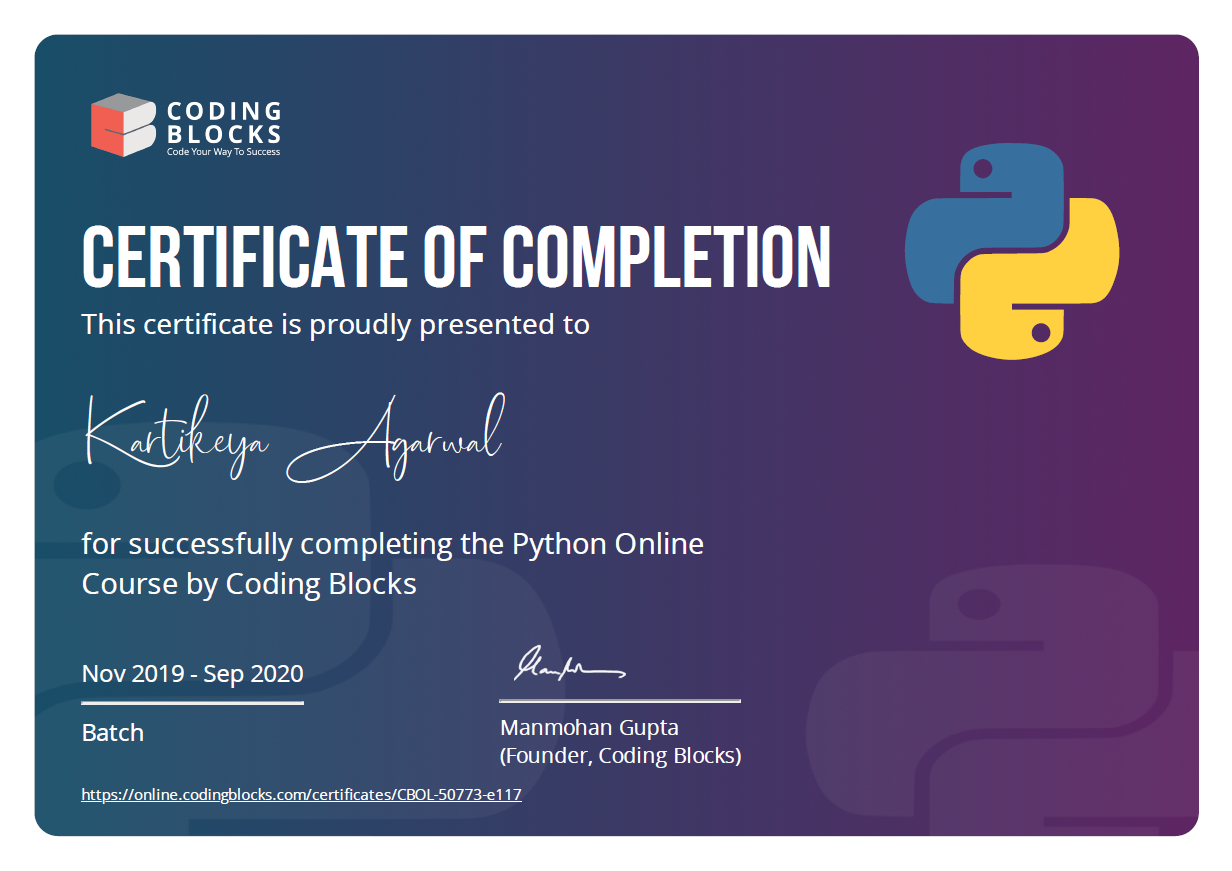 CODING
BLOCKS
Code Your Way To Success
CERTIFICATE OF COMPLETION
This certificate is proudly presented to
Kartikeya Agarwal
for successfully completing the Python Online
Course by Coding Blocks
Nov 2019 - Sep 2020
Batch
Manmohan Gupta
(Founder, Coding Blocks)
https://online.codingblocks.com/certificates/CBOL-50773-e117